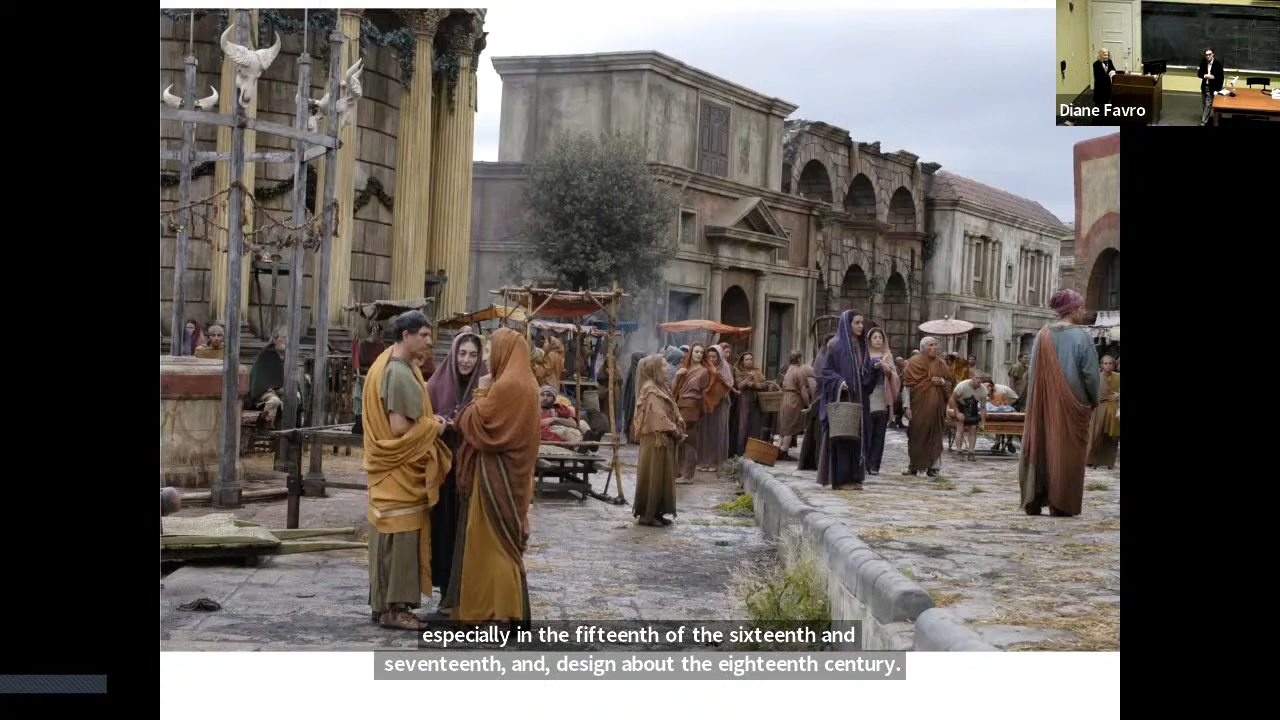 Diane Favro
especially in the fifteenth of the sixteenth and
seventeenth, and, design about the eighteenth century.